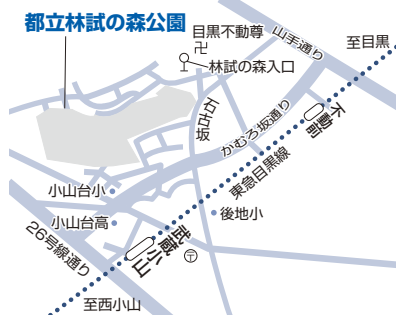 都立林試の森公園
目黒不動尊
卍
山手通り
至目黒
林試の森入口
石古坂
かむろ坂通り
不動前
東急目黒線
小山台小
後地小
小山台高
武蔵小山
〒
26号線通り
至西小山